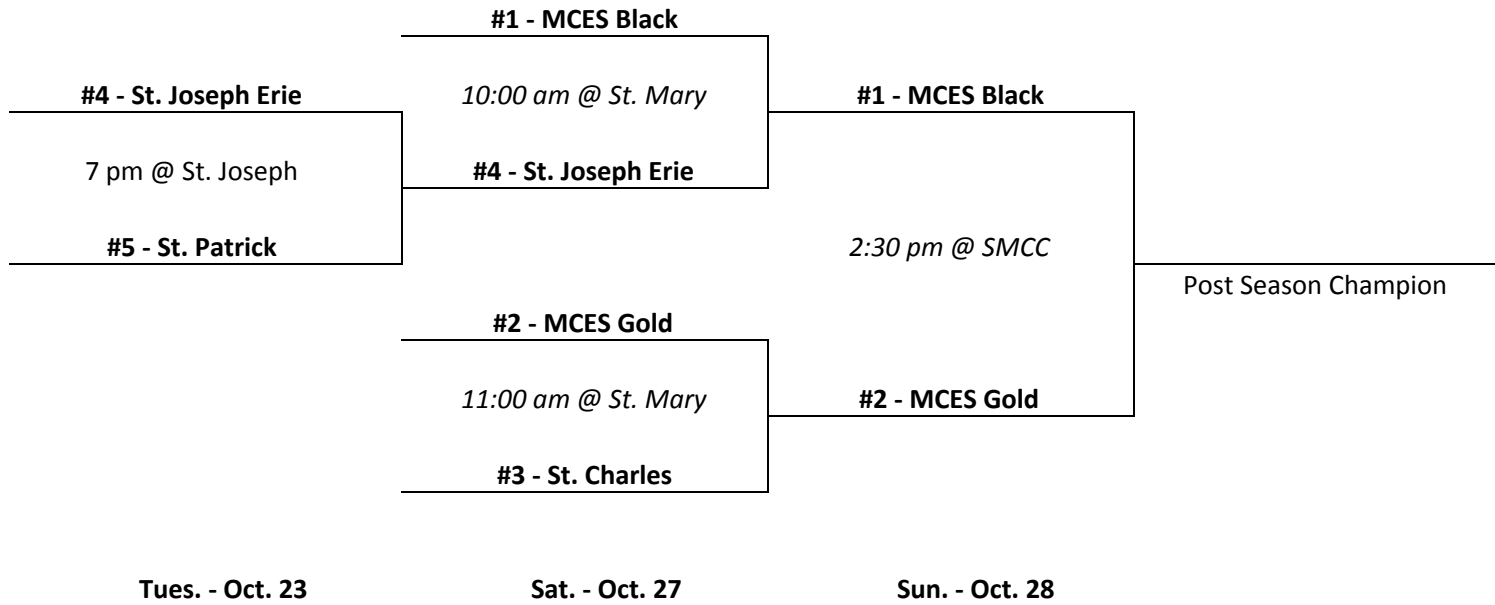 #1 - MCES Black
#4 - St. Joseph Erie
10:00 am @ St. Mary
#1 - MCES Black
7 pm @ St. Joseph
#4 - St. Joseph Erie
#5 - St. Patrick
2:30 pm @ SMCC
Post Season Champion
#2 - MCES Gold
11:00 am @ St. Mary
#2 - MCES Gold
#3 - St. Charles
Tues. - Oct. 23
Sat. - Oct. 27
Sun. - Oct. 28